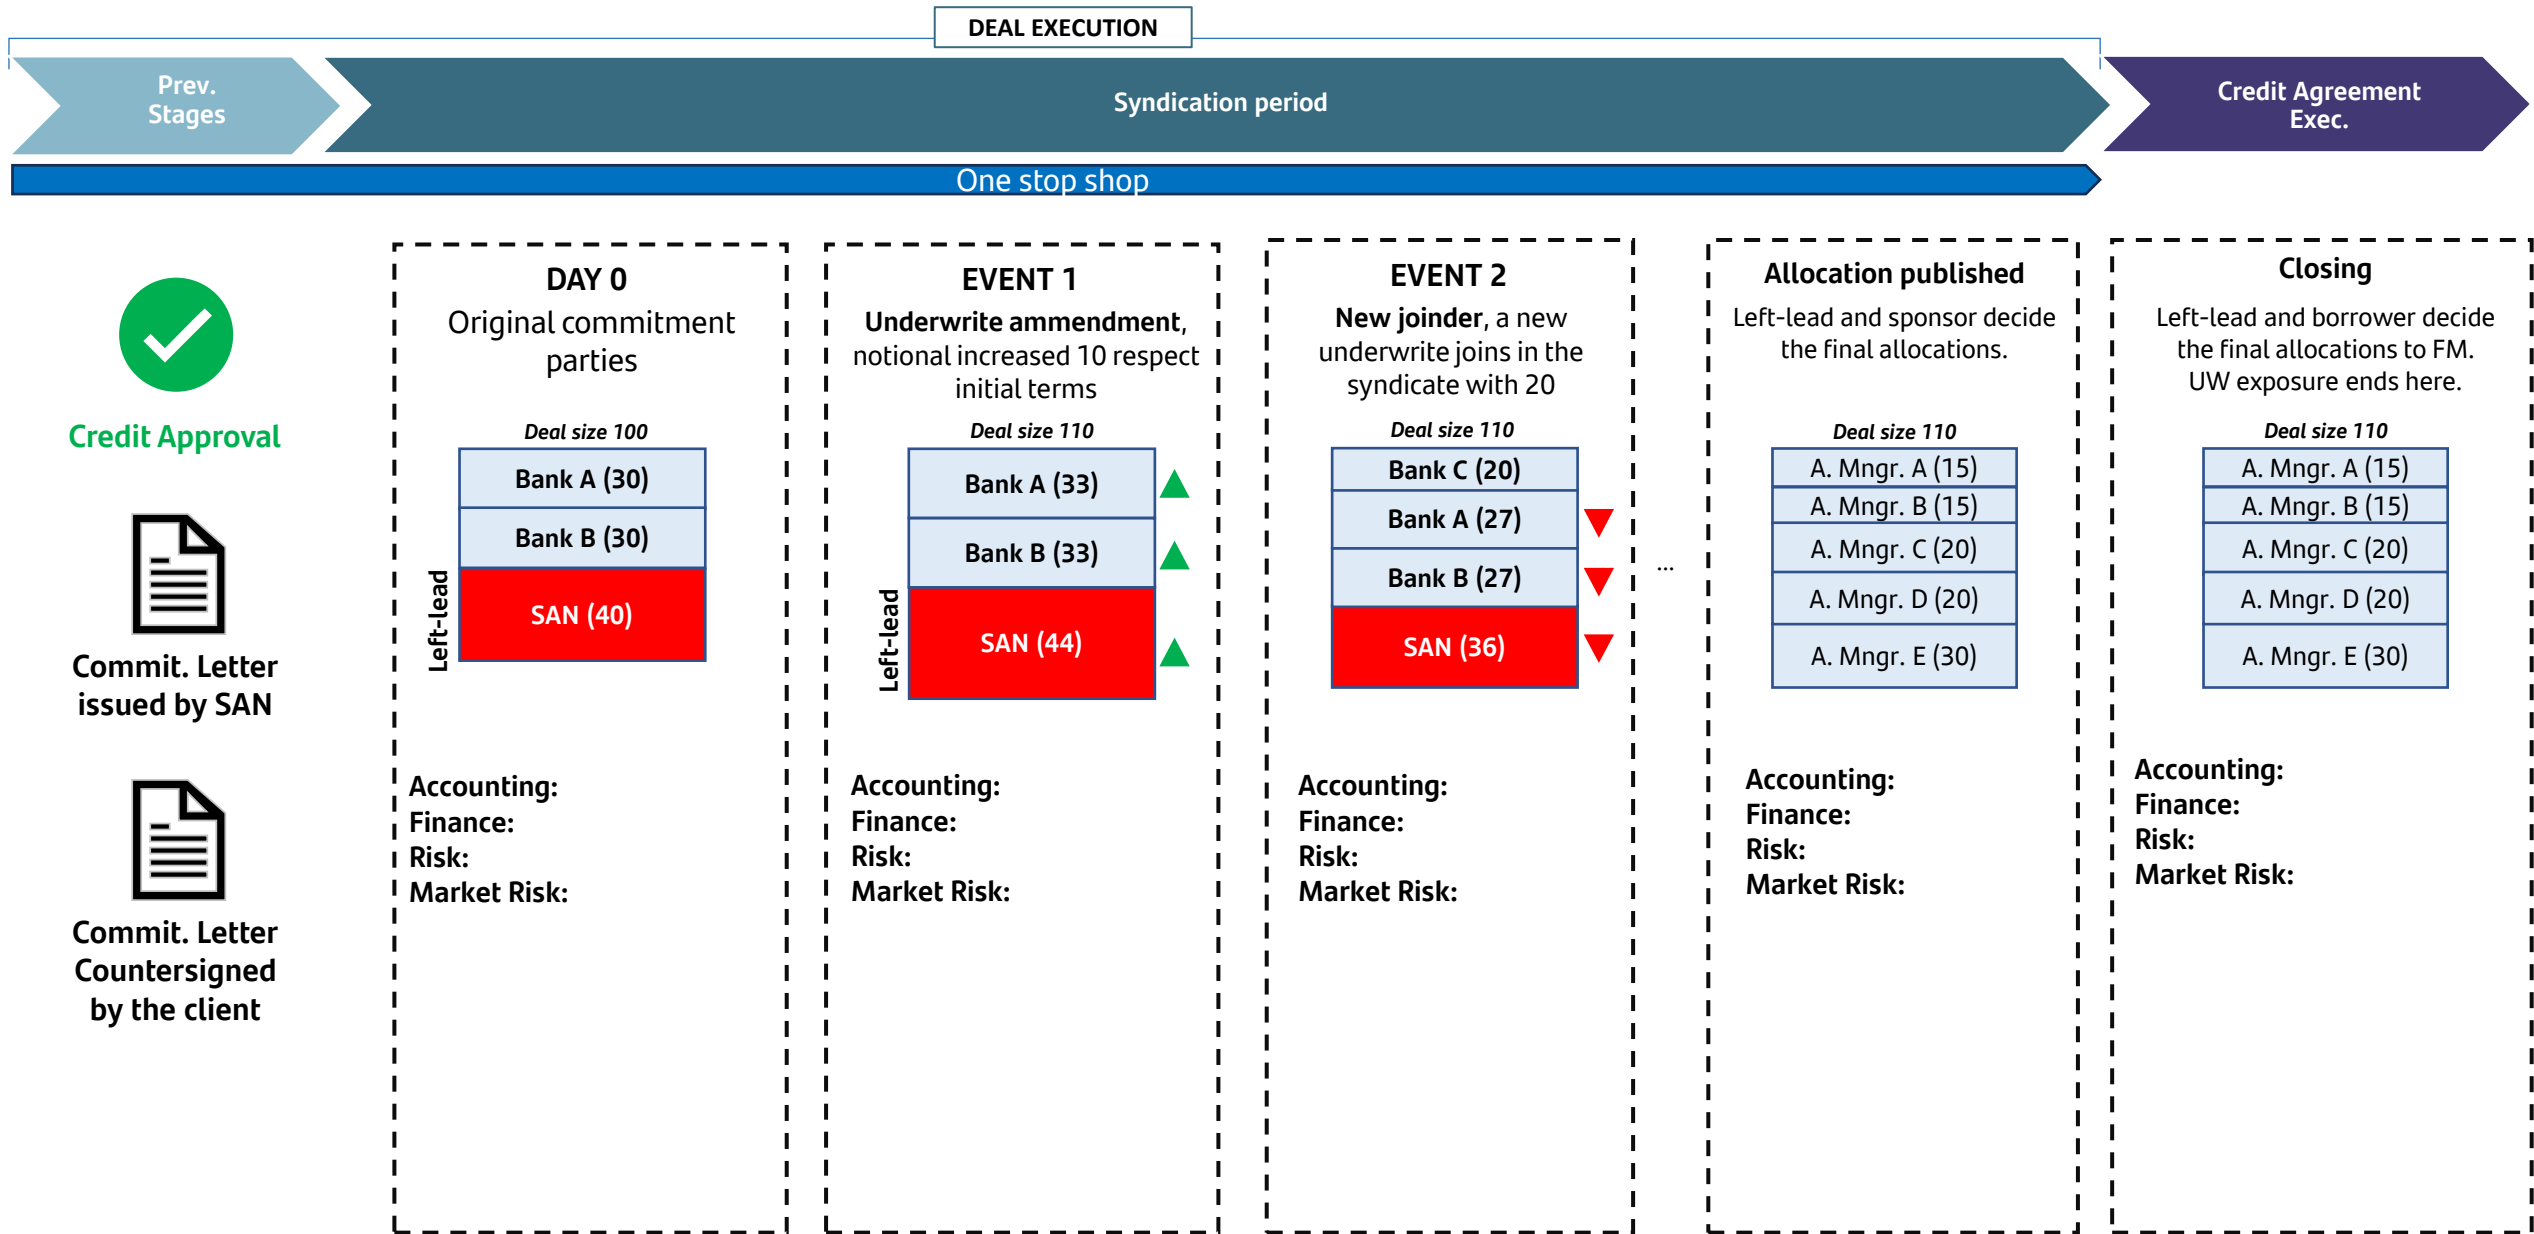 DEAL EXECUTION
Prev.
Stages
Syndication period
Credit Agreement
Exec.
One stop shop
Credit Approval
Commit. Letter
issued by SAN
Commit. Letter
Countersigned
by the client
DAY 0
Original commitment
parties
Deal size 100
Bank A (30)
Bank B (30)
SAN (40)
Left-lead
Accounting:
Finance:
Risk:
Market Risk:
EVENT 1
Underwrite ammendment,
notional increased 10 respect
initial terms
Deal size 110
Bank A (33)
Bank B (33)
SAN (44)
Left-lead
Accounting:
Finance:
Risk:
Market Risk:
EVENT 2
New joinder, a new
underwrite joins in the
syndicate with 20
Deal size 110
Bank C (20)
Bank A (27)
Bank B (27)
SAN (36)
Accounting:
Finance:
Risk:
Market Risk:
...
Allocation published
Left-lead and sponsor decide
the final allocations.
Deal size 110
A. Mngr. A (15)
A. Mngr. B (15)
A. Mngr. C (20)
A. Mngr. D (20)
A. Mngr. E (30)
Accounting:
Finance:
Risk:
Market Risk:
Closing
Left-lead and borrower decide
the final allocations to FM.
UW exposure ends here.
Deal size 110
A. Mngr. A (15)
A. Mngr. B (15)
A. Mngr. C (20)
A. Mngr. D (20)
A. Mngr. E (30)
Accounting:
Finance:
Risk:
Market Risk: